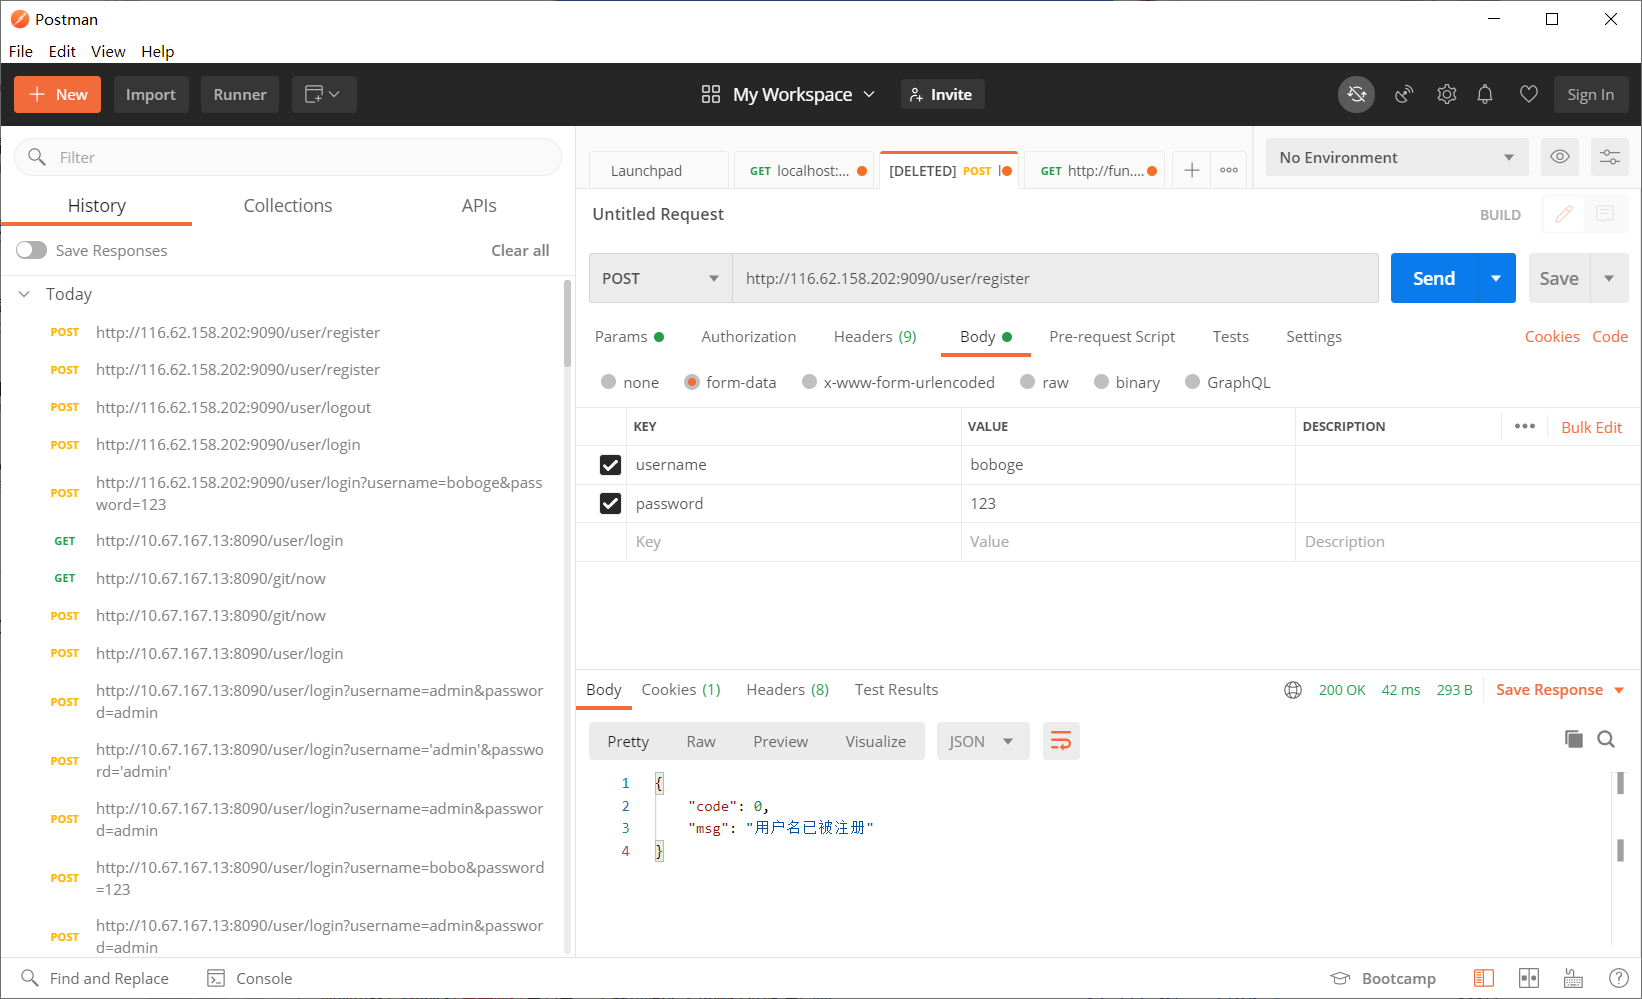 Postman
File Edit View Help
New Import Runner My Workspace Invite Sign In
Filter
History Collections APIs
Save Responses Clear all
Today
POST http://116.62.158.202:9090/user/register
POST http://116.62.158.202:9090/user/register
POST http://116.62.158.202:9090/user/logout
POST http://116.62.158.202:9090/user/login
POST http://116.62.158.202:9090/user/login?username=boboge&pass
word=123
GET http://10.67.167.13:8090/user/login
GET http://10.67.167.13:8090/git/now
POST http://10.67.167.13:8090/git/now
POST http://10.67.167.13:8090/user/login
POST http://10.67.167.13:8090/user/login?username=admin&passwor
d=admin
POST http://10.67.167.13:8090/user/login?username='admin'&passwo
rd='admin'
POST http://10.67.167.13:8090/user/login?username=admin&passwor
d=admin
POST http://10.67.167.13:8090/user/login?username=bobo&password
=123
POST http://10.67.167.13:8090/user/login?username=admin&passwor
d=admin
Launchpad GET localhost:... [DELETED] POST l GET http://fun....
No Environment
Untitled Request BUILD
POST http://116.62.158.202:9090/user/register Send Save
Params Authorization Headers (9) Body Pre-request Script Tests Settings Cookies Code
none form-data x-www-form-urlencoded raw binary GraphQL
KEY VALUE DESCRIPTION Bulk Edit
username boboge
password 123
Key Value Description
Body Cookies (1) Headers (8) Test Results 200 OK 42 ms 293 B Save Response
Pretty Raw Preview Visualize JSON
1 {
2 "code": 0,
3 "msg": "用户名已被注册"
4 }
Find and Replace Console Bootcamp